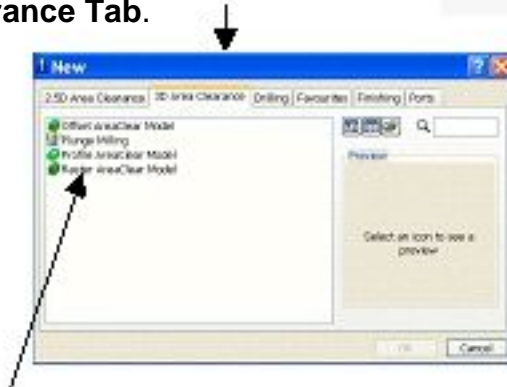 vance Tab.
New
2.5D Area Clearance 3D Area Clearance Drilling Favourites Finishing Ports
Offset AreaClear Model
Plunge Milling
Profile AreaClear Model
Raster AreaClear Model
Preview
Select an icon to see a
preview
OK Cancel